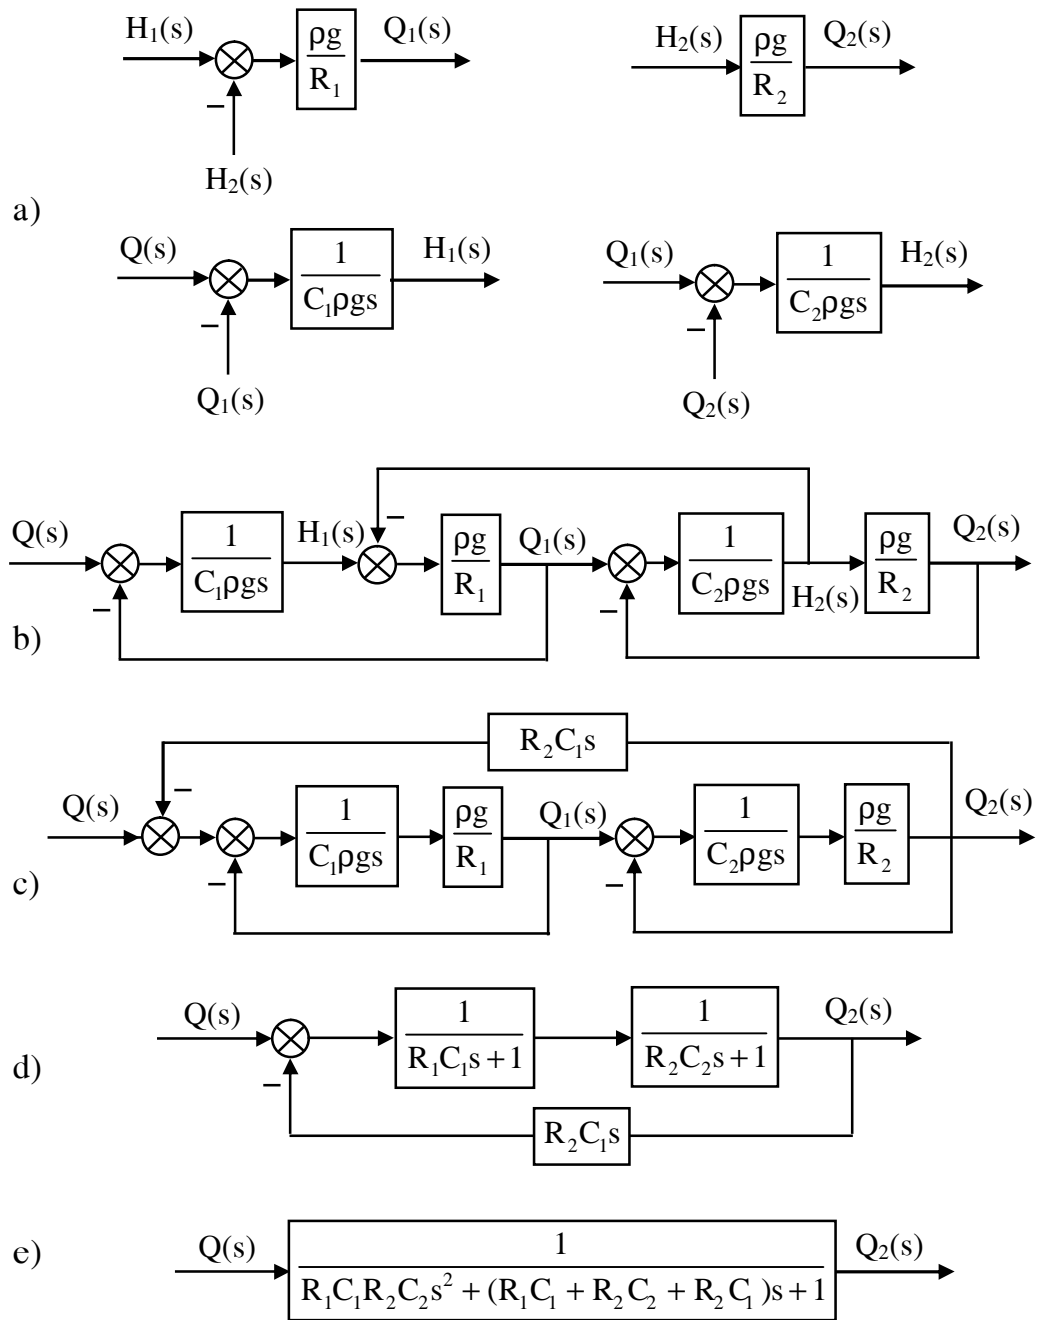 H₁(s) ρg/R₁ Q₁(s)
−
H₂(s)
H₂(s) ρg/R₂ Q₂(s)
a)
Q(s) 1/(C₁ρgs) H₁(s)
−
Q₁(s)
Q₁(s) 1/(C₂ρgs) H₂(s)
−
Q₂(s)
−
Q(s) 1/(C₁ρgs) H₁(s) ρg/R₁ Q₁(s) 1/(C₂ρgs) H₂(s) ρg/R₂ Q₂(s)
− −
b)
R₂C₁s
−
Q(s) 1/(C₁ρgs) ρg/R₁ Q₁(s) 1/(C₂ρgs) ρg/R₂ Q₂(s)
− −
c)
Q(s) 1/(R₁C₁s + 1) 1/(R₂C₂s + 1) Q₂(s)
−
d)
R₂C₁s
e)
Q(s) 1/(R₁C₁R₂C₂s² + (R₁C₁ + R₂C₂ + R₂C₁)s + 1) Q₂(s)